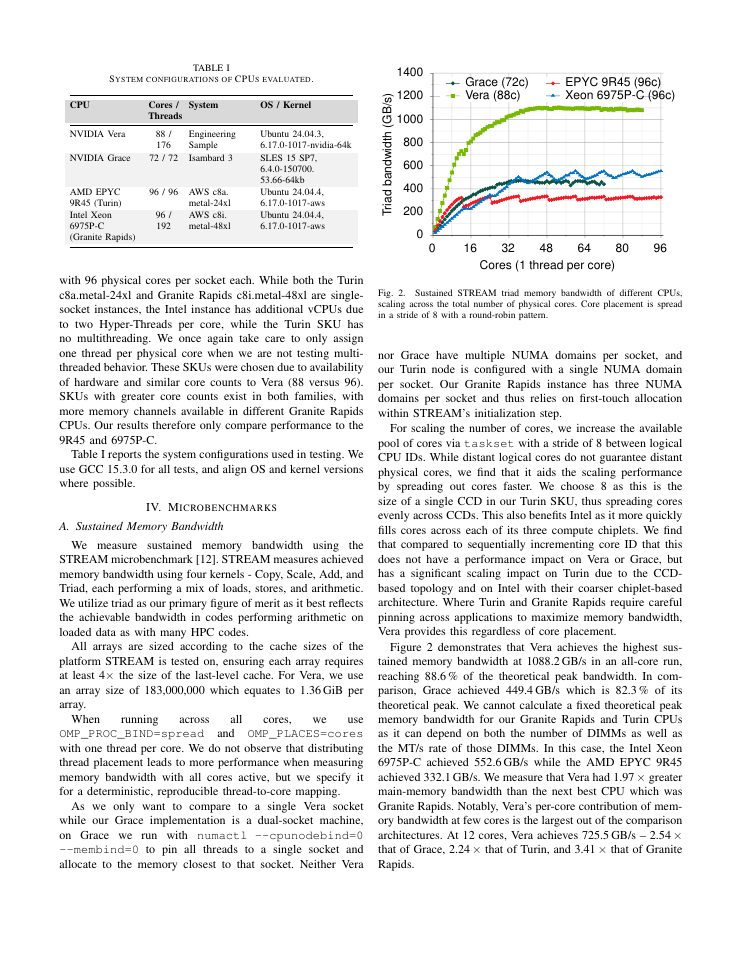 TABLE I
SYSTEM CONFIGURATIONS OF CPUS EVALUATED.
CPU Cores / Threads System OS / Kernel
NVIDIA Vera 88 / 176 Engineering Sample Ubuntu 24.04.3, 6.17.0-1017-nvidia-64k
NVIDIA Grace 72 / 72 Isambard 3 SLES 15 SP7, 6.4.0-150700. 53.66-64kb
AMD EPYC 9R45 (Turin) 96 / 96 AWS c8a. metal-24xl Ubuntu 24.04.4, 6.17.0-1017-aws
Intel Xeon 6975P-C (Granite Rapids) 96 / 192 AWS c8i. metal-48xl Ubuntu 24.04.4, 6.17.0-1017-aws
with 96 physical cores per socket each. While both the Turin
c8a.metal-24xl and Granite Rapids c8i.metal-48xl are single-
socket instances, the Intel instance has additional vCPUs due
to two Hyper-Threads per core, while the Turin SKU has
no multithreading. We once again take care to only assign
one thread per physical core when we are not testing multi-
threaded behavior. These SKUs were chosen due to availability
of hardware and similar core counts to Vera (88 versus 96).
SKUs with greater core counts exist in both families, with
more memory channels available in different Granite Rapids
CPUs. Our results therefore only compare performance to the
9R45 and 6975P-C.
Table I reports the system configurations used in testing. We
use GCC 15.3.0 for all tests, and align OS and kernel versions
where possible.
IV. MICROBENCHMARKS
A. Sustained Memory Bandwidth
We measure sustained memory bandwidth using the
STREAM microbenchmark [12]. STREAM measures achieved
memory bandwidth using four kernels - Copy, Scale, Add, and
Triad, each performing a mix of loads, stores, and arithmetic.
We utilize triad as our primary figure of merit as it best reflects
the achievable bandwidth in codes performing arithmetic on
loaded data as with many HPC codes.
All arrays are sized according to the cache sizes of the
platform STREAM is tested on, ensuring each array requires
at least 4× the size of the last-level cache. For Vera, we use
an array size of 183,000,000 which equates to 1.36 GiB per
array.
When running across all cores, we use
OMP_PROC_BIND=spread and OMP_PLACES=cores
with one thread per core. We do not observe that distributing
thread placement leads to more performance when measuring
memory bandwidth with all cores active, but we specify it
for a deterministic, reproducible thread-to-core mapping.
As we only want to compare to a single Vera socket
while our Grace implementation is a dual-socket machine,
on Grace we run with numactl --cpunodebind=0
--membind=0 to pin all threads to a single socket and
allocate to the memory closest to that socket. Neither Vera
1400
1200
1000
800
600
400
200
0
Triad bandwidth (GB/s)
Grace (72c)
Vera (88c)
EPYC 9R45 (96c)
Xeon 6975P-C (96c)
0 16 32 48 64 80 96
Cores (1 thread per core)
Fig. 2. Sustained STREAM triad memory bandwidth of different CPUs,
scaling across the total number of physical cores. Core placement is spread
in a stride of 8 with a round-robin pattern.
nor Grace have multiple NUMA domains per socket, and
our Turin node is configured with a single NUMA domain
per socket. Our Granite Rapids instance has three NUMA
domains per socket and thus relies on first-touch allocation
within STREAM's initialization step.
For scaling the number of cores, we increase the available
pool of cores via taskset with a stride of 8 between logical
CPU IDs. While distant logical cores do not guarantee distant
physical cores, we find that it aids the scaling performance
by spreading out cores faster. We choose 8 as this is the
size of a single CCD in our Turin SKU, thus spreading cores
evenly across CCDs. This also benefits Intel as it more quickly
fills cores across each of its three compute chiplets. We find
that compared to sequentially incrementing core ID that this
does not have a performance impact on Vera or Grace, but
has a significant scaling impact on Turin due to the CCD-
based topology and on Intel with their coarser chiplet-based
architecture. Where Turin and Granite Rapids require careful
pinning across applications to maximize memory bandwidth,
Vera provides this regardless of core placement.
Figure 2 demonstrates that Vera achieves the highest sus-
tained memory bandwidth at 1088.2 GB/s in an all-core run,
reaching 88.6 % of the theoretical peak bandwidth. In com-
parison, Grace achieved 449.4 GB/s which is 82.3 % of its
theoretical peak. We cannot calculate a fixed theoretical peak
memory bandwidth for our Granite Rapids and Turin CPUs
as it can depend on both the number of DIMMs as well as
the MT/s rate of those DIMMs. In this case, the Intel Xeon
6975P-C achieved 552.6 GB/s while the AMD EPYC 9R45
achieved 332.1 GB/s. We measure that Vera had 1.97 × greater
main-memory bandwidth than the next best CPU which was
Granite Rapids. Notably, Vera's per-core contribution of mem-
ory bandwidth at few cores is the largest out of the comparison
architectures. At 12 cores, Vera achieves 725.5 GB/s – 2.54 ×
that of Grace, 2.24 × that of Turin, and 3.41 × that of Granite
Rapids.